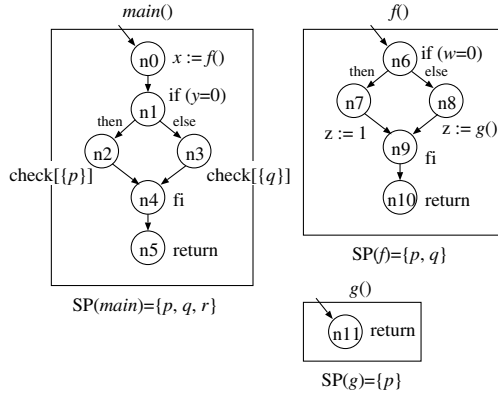 main()
n0 x := f()
n1 if (y=0)
then else
n2 n3
check[{p}] check[{q}]
n4 fi
n5 return
SP(main)={p, q, r}
f()
n6 if (w=0)
then else
n7 n8
z := 1 z := g()
n9 fi
n10 return
SP(f)={p, q}
g()
n11 return
SP(g)={p}